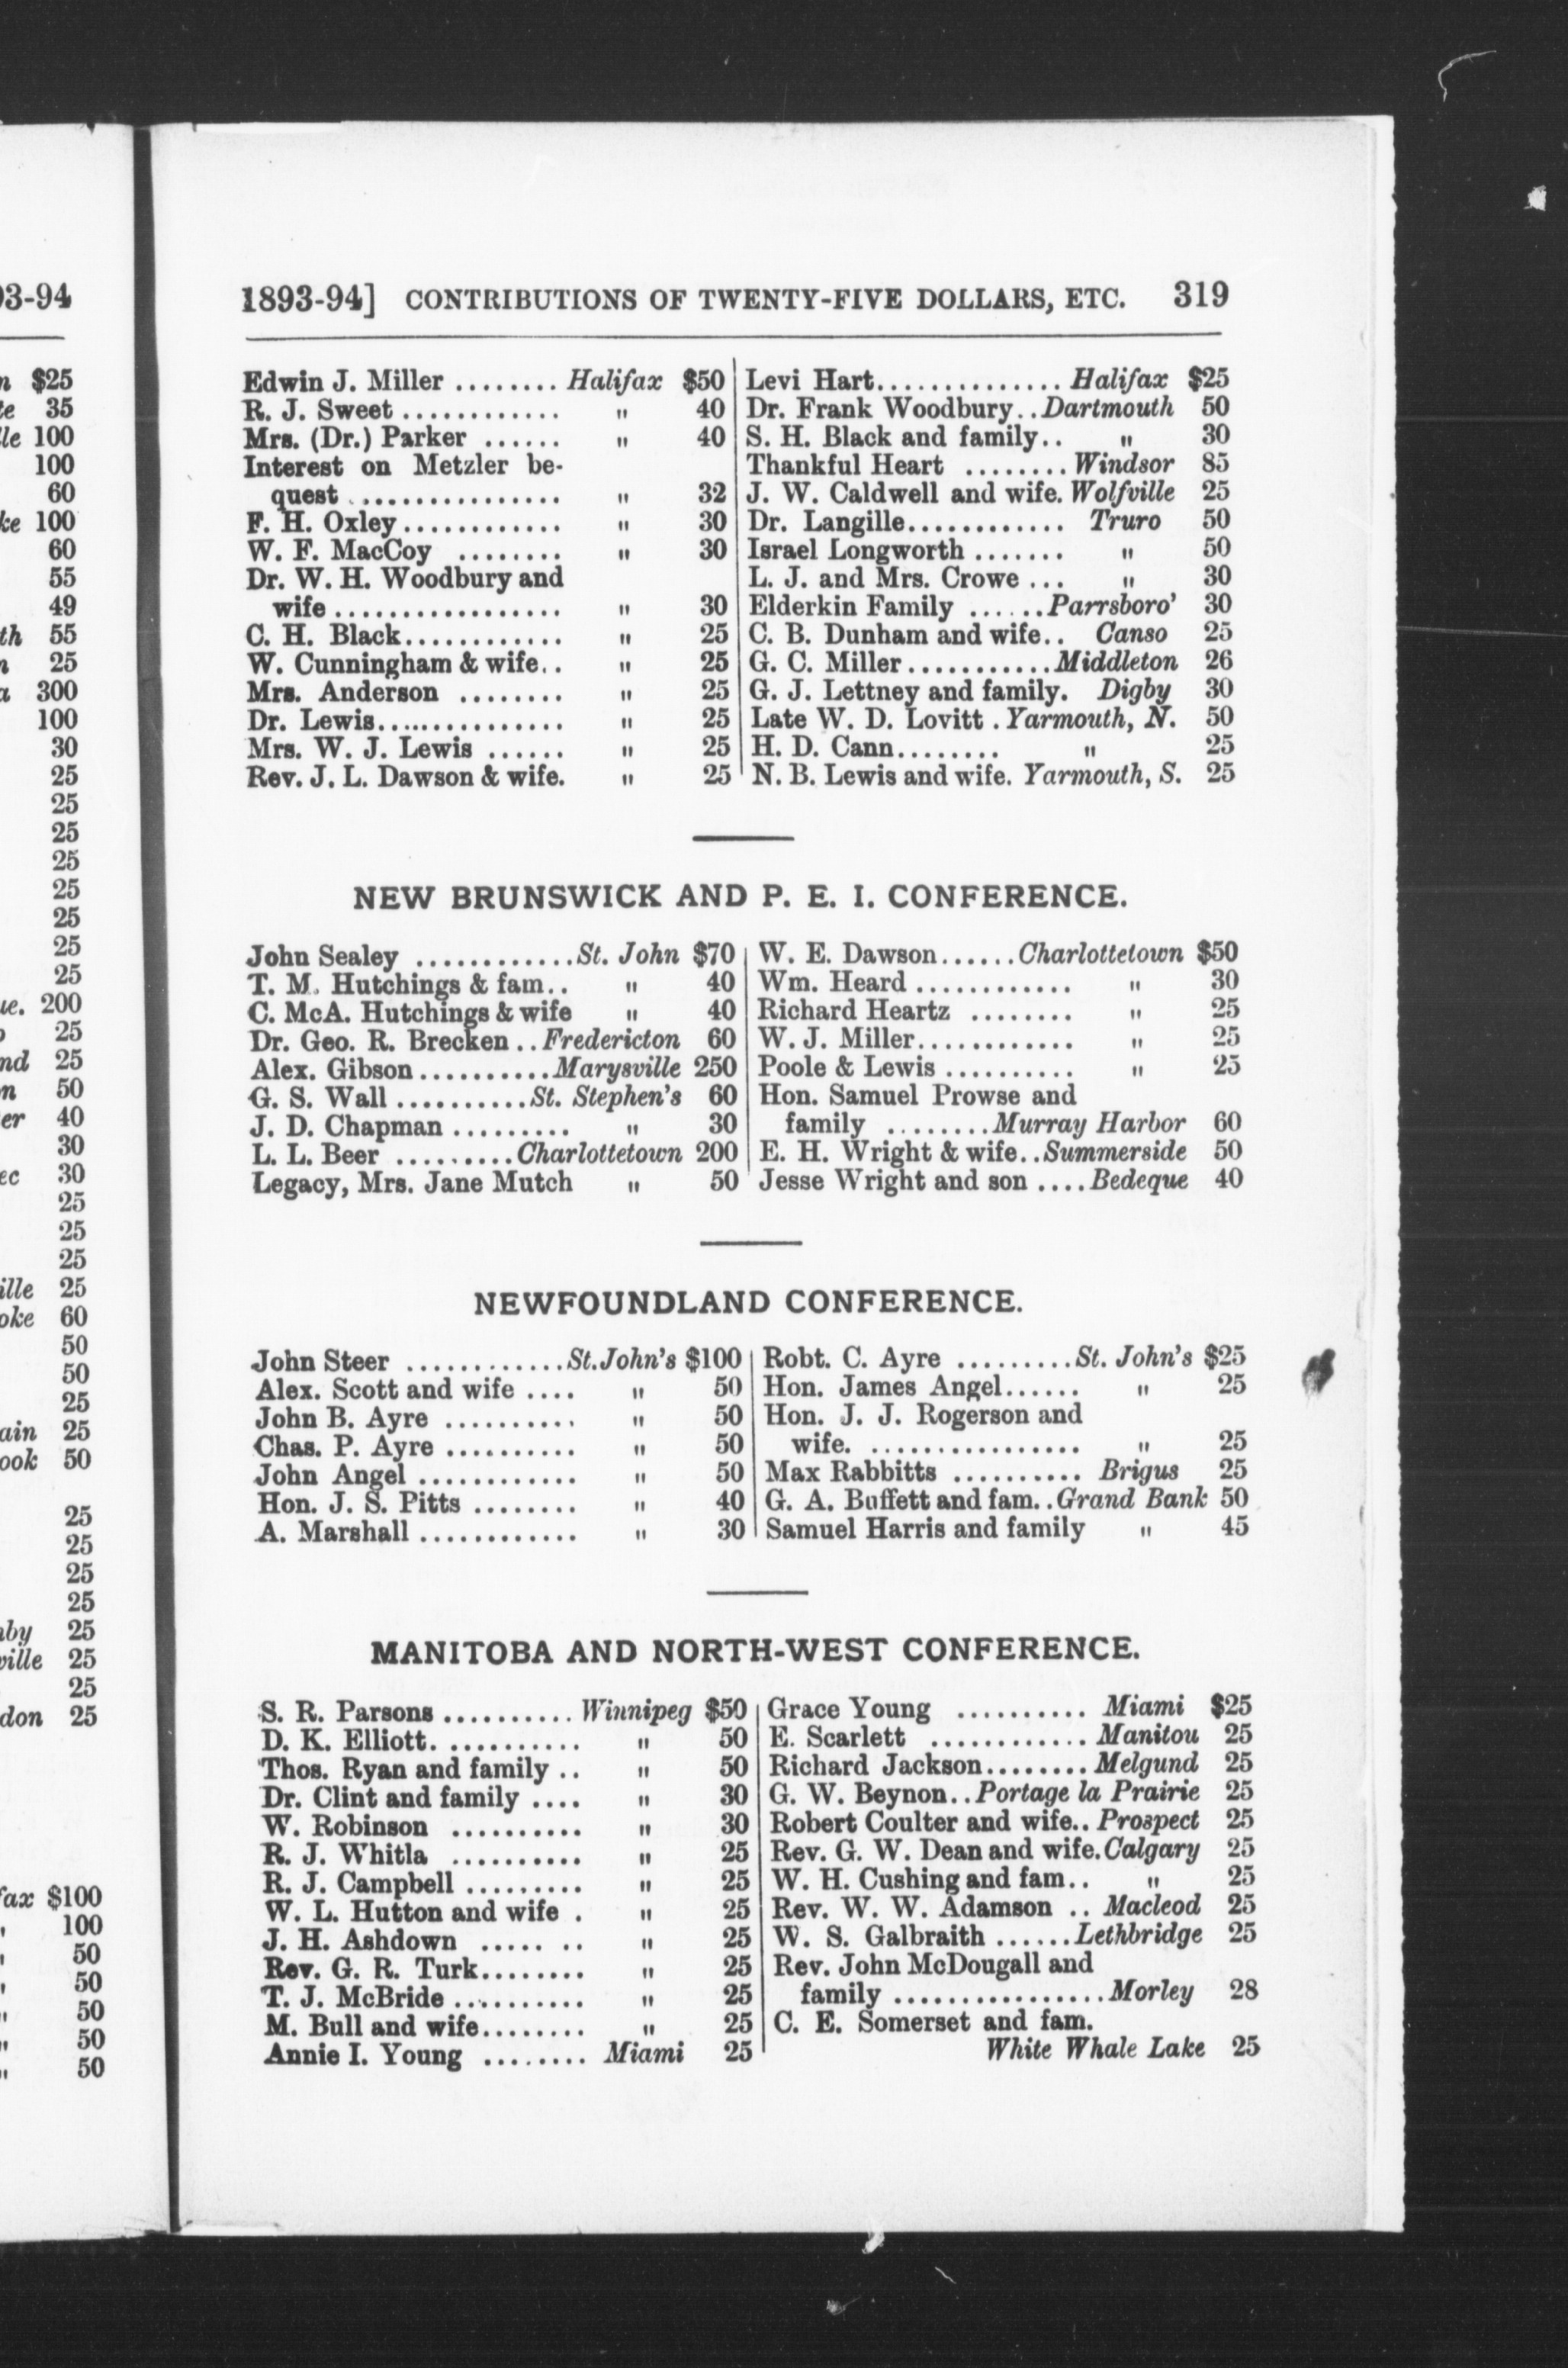 1893-94] CONTRIBUTIONS OF TWENTY-FIVE DOLLARS, ETC. 319
Edwin J. Miller ........ Halifax $50
R. J. Sweet ............ " 40
Mrs. (Dr.) Parker ...... " 40
Interest on Metzler be-
quest ............... " 32
F. H. Oxley............ " 30
W. F. MacCoy ........ " 30
Dr. W. H. Woodbury and
wife ................. " 30
C. H. Black............ " 25
W. Cunningham & wife.. " 25
Mrs. Anderson ........ " 25
Dr. Lewis.............. " 25
Mrs. W. J. Lewis ...... " 25
Rev. J. L. Dawson & wife. " 25
Levi Hart.............. Halifax $25
Dr. Frank Woodbury..Dartmouth 50
S. H. Black and family.. " 30
Thankful Heart ........ Windsor 85
J. W. Caldwell and wife. Wolfville 25
Dr. Langille............ Truro 50
Israel Longworth ....... " 50
L. J. and Mrs. Crowe ... " 30
Elderkin Family ......Parrsboro' 30
C. B. Dunham and wife.. Canso 25
G. C. Miller...........Middleton 26
G. J. Lettney and family. Digby 30
Late W. D. Lovitt . Yarmouth, N. 50
H. D. Cann........ " 25
N. B. Lewis and wife. Yarmouth, S. 25
NEW BRUNSWICK AND P. E. I. CONFERENCE.
John Sealey ............St. John $70
T. M. Hutchings & fam.. " 40
C. McA. Hutchings & wife " 40
Dr. Geo. R. Brecken..Fredericton 60
Alex. Gibson..........Marysville 250
G. S. Wall ..........St. Stephen's 60
J. D. Chapman ......... " 30
L. L. Beer .........Charlottetown 200
Legacy, Mrs. Jane Mutch " 50
W. E. Dawson......Charlottetown $50
Wm. Heard ............ " 30
Richard Heartz ........ " 25
W. J. Miller............ " 25
Poole & Lewis .......... " 25
Hon. Samuel Prowse and
family ........Murray Harbor 60
E. H. Wright & wife..Summerside 50
Jesse Wright and son ....Bedeque 40
NEWFOUNDLAND CONFERENCE.
John Steer ............St. John's $100
Alex. Scott and wife .... " 50
John B. Ayre .......... " 50
Chas. P. Ayre .......... " 50
John Angel ............ " 50
Hon. J. S. Pitts ........ " 40
A. Marshall ............ " 30
Robt. C. Ayre .........St. John's $25
Hon. James Angel...... " 25
Hon. J. J. Rogerson and
wife. ................ " 25
Max Rabbitts .......... Brigus 25
G. A. Buffett and fam..Grand Bank 50
Samuel Harris and family " 45
MANITOBA AND NORTH-WEST CONFERENCE.
S. R. Parsons .......... Winnipeg $50
D. K. Elliott. ........... " 50
Thos. Ryan and family .. " 50
Dr. Clint and family .... " 30
W. Robinson .......... " 30
R. J. Whitla .......... " 25
R. J. Campbell ......... " 25
W. L. Hutton and wife . " 25
J. H. Ashdown ..... .. " 25
Rev. G. R. Turk........ " 25
T. J. McBride .......... " 25
M. Bull and wife........ " 25
Annie I. Young ........ Miami 25
Grace Young .......... Miami $25
E. Scarlett ............ Manitou 25
Richard Jackson........ Melgund 25
G. W. Beynon..Portage la Prairie 25
Robert Coulter and wife.. Prospect 25
Rev. G. W. Dean and wife.Calgary 25
W. H. Cushing and fam.. " 25
Rev. W. W. Adamson .. Macleod 25
W. S. Galbraith ......Lethbridge 25
Rev. John McDougall and
family ................Morley 28
C. E. Somerset and fam.
White Whale Lake 25